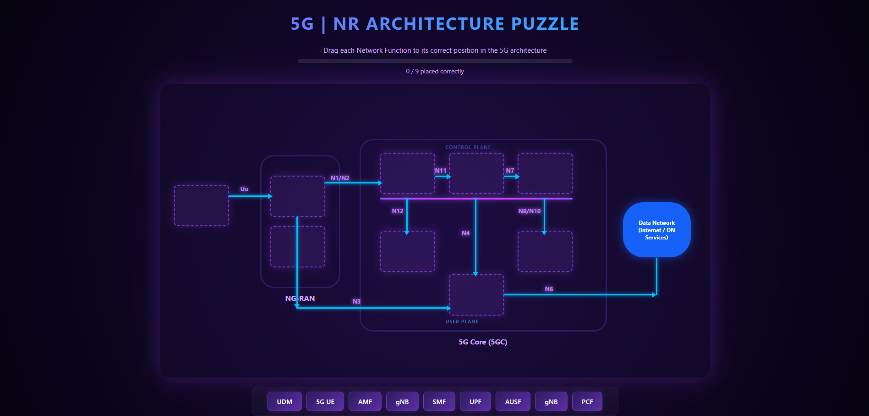 5G | NR ARCHITECTURE PUZZLE
Drag each Network Function to its correct position in the 5G architecture
0 / 9 placed correctly
CONTROL PLANE
N1/N2
N11
N7
Uu
N12
N8/N10
N4
Data Network
(Internet / DN
Services)
N6
NG-RAN
N3
USER PLANE
5G Core (5GC)
UDM
5G UE
AMF
gNB
SMF
UPF
AUSF
gNB
PCF